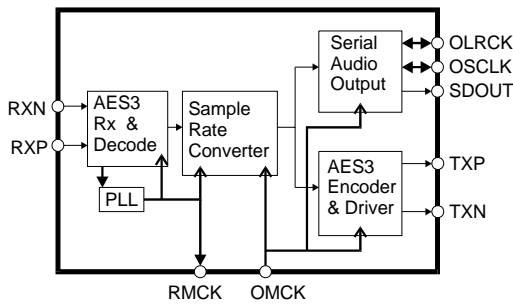 RXN
RXP
AES3
Rx &
Decode
PLL
Sample
Rate
Converter
Serial
Audio
Output
AES3
Encoder
& Driver
OLRCK
OSCLK
SDOUT
TXP
TXN
RMCK
OMCK